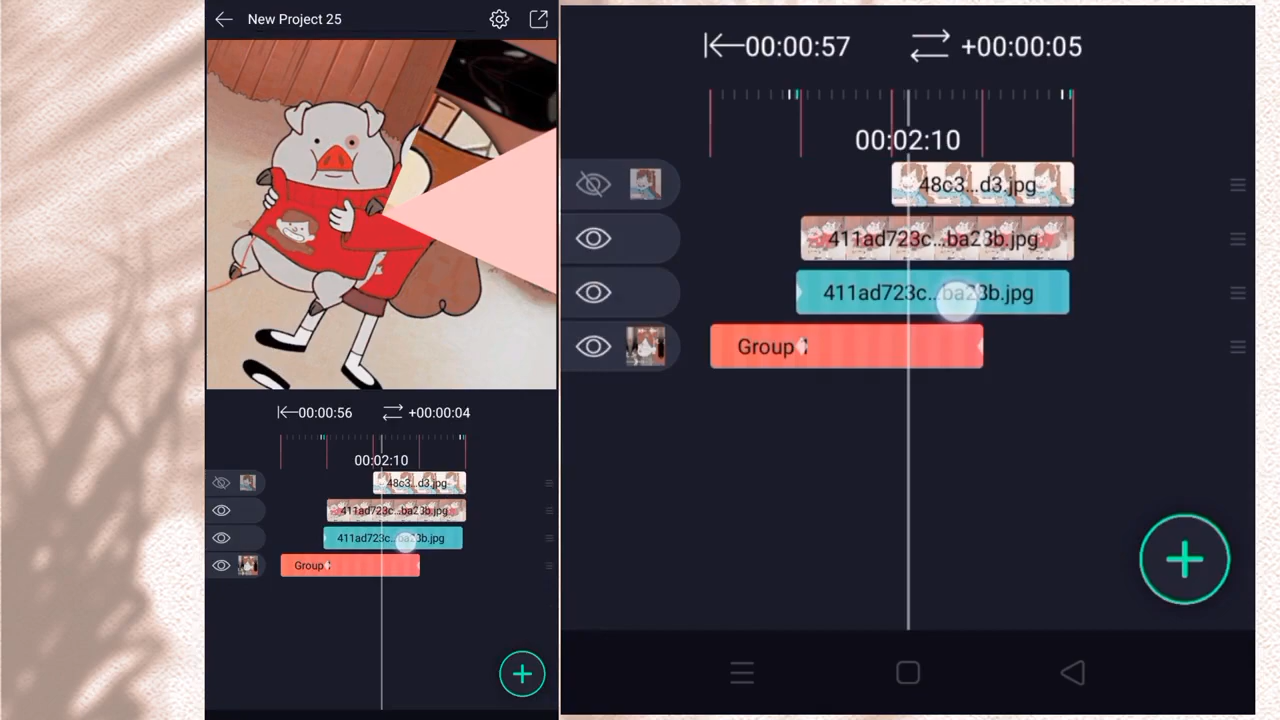 New Project 25
00:00:56
+00:00:04
00:02:10
48c3...d3.jpg
411ad723c...ba23b.jpg
411ad723c...ba23b.jpg
Group
00:00:57
+00:00:05
00:02:10
48c3...d3.jpg
411ad723c...ba23b.jpg
411ad723c...ba23b.jpg
Group